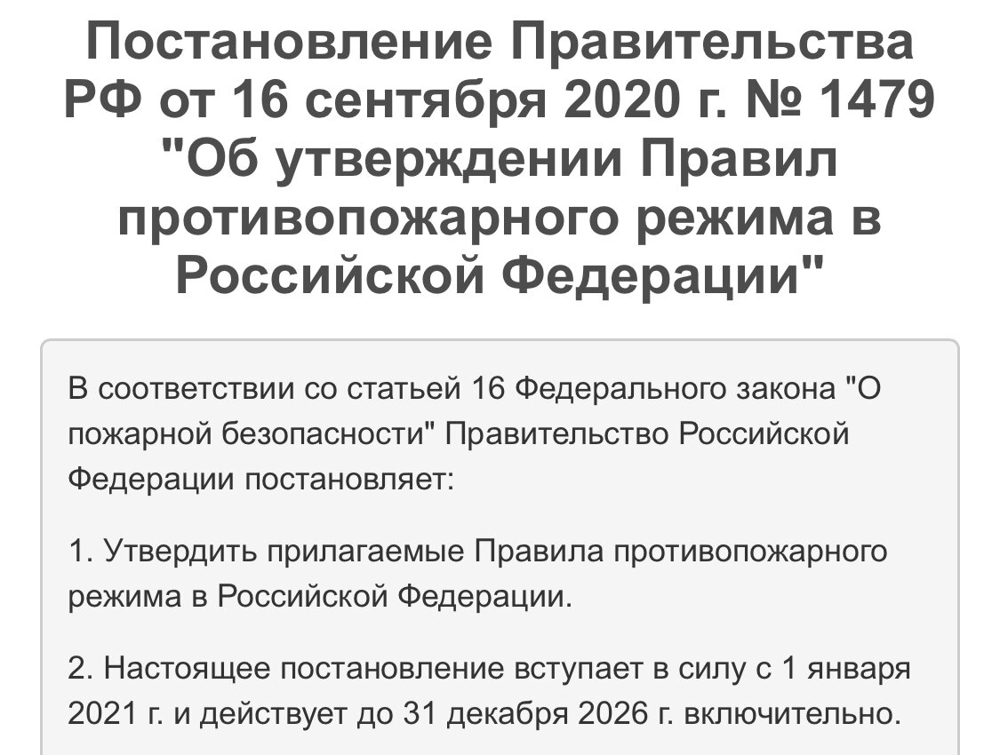 Постановление Правительства
РФ от 16 сентября 2020 г. № 1479
"Об утверждении Правил
противопожарного режима в
Российской Федерации"
В соответствии со статьей 16 Федерального закона "О
пожарной безопасности" Правительство Российской
Федерации постановляет:
1. Утвердить прилагаемые Правила противопожарного
режима в Российской Федерации.
2. Настоящее постановление вступает в силу с 1 января
2021 г. и действует до 31 декабря 2026 г. включительно.